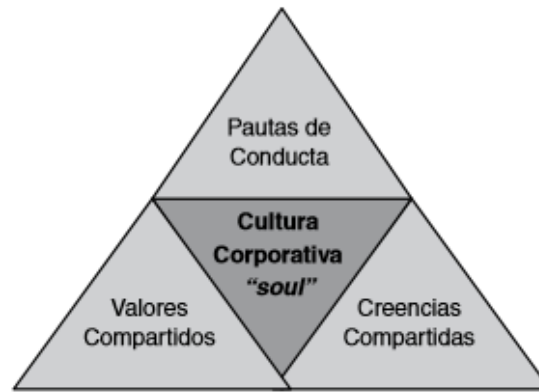 Pautas de
Conducta
Cultura
Corporativa
“soul”
Valores
Compartidos
Creencias
Compartidas